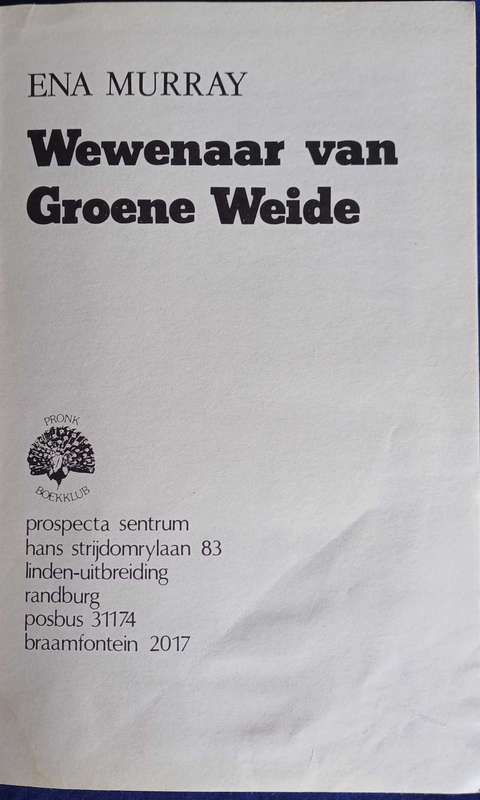 ENA MURRAY
Wewenaar van
Groene Weide
PRONK
BOEKKLUB
prospecta sentrum
hans strijdomrylaan 83
linden-uitbreiding
randburg
posbus 31174
braamfontein 2017